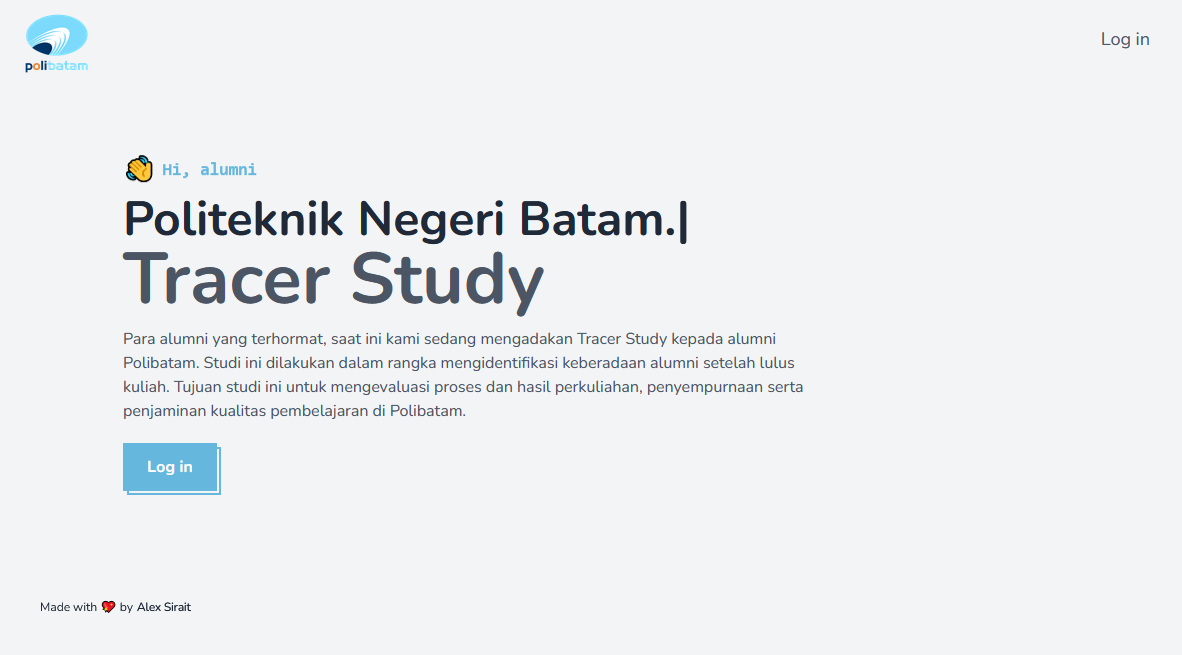 polibatam
Log in
Hi, alumni
Politeknik Negeri Batam.|
Tracer Study
Para alumni yang terhormat, saat ini kami sedang mengadakan Tracer Study kepada alumni
Polibatam. Studi ini dilakukan dalam rangka mengidentifikasi keberadaan alumni setelah lulus
kuliah. Tujuan studi ini untuk mengevaluasi proses dan hasil perkuliahan, penyempurnaan serta
penjaminan kualitas pembelajaran di Polibatam.
Log in
Made with 💖 by Alex Sirait